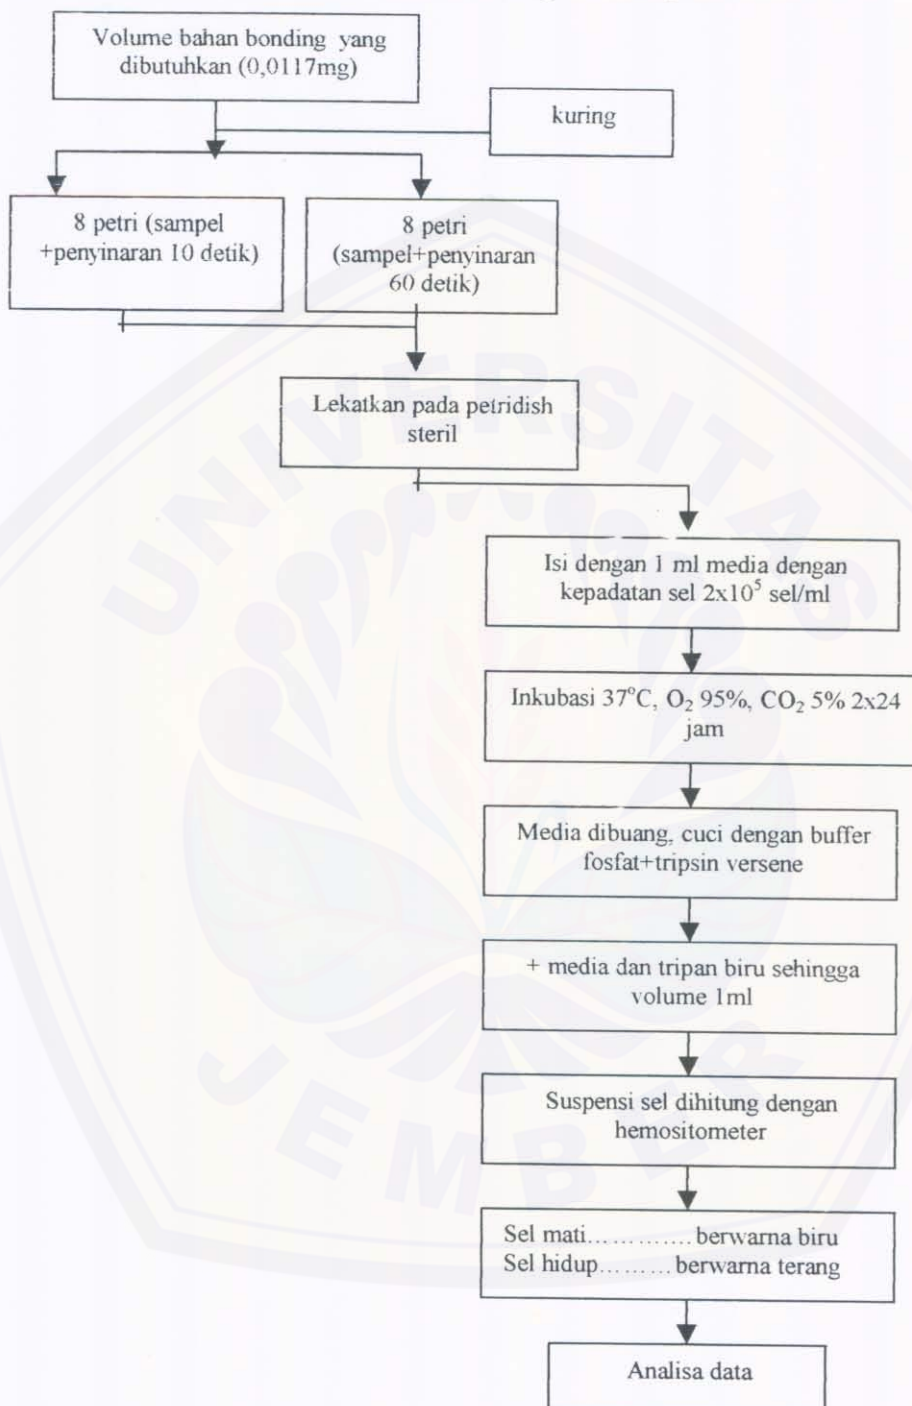 Volume bahan bonding yang
dibutuhkan (0,0117mg)
kuring
8 petri (sampel
+penyinaran 10 detik)
8 petri
(sampel+penyinaran
60 detik)
Lekatkan pada petridish
steril
Isi dengan 1 ml media dengan
kepadatan sel 2x10⁵ sel/ml
Inkubasi 37°C, O₂ 95%, CO₂ 5% 2x24
jam
Media dibuang, cuci dengan buffer
fosfat+tripsin versene
+ media dan tripan biru sehingga
volume 1ml
Suspensi sel dihitung dengan
hemositometer
Sel mati............. berwarna biru
Sel hidup......... berwarna terang
Analisa data
UNIVERSITAS
JEMBER